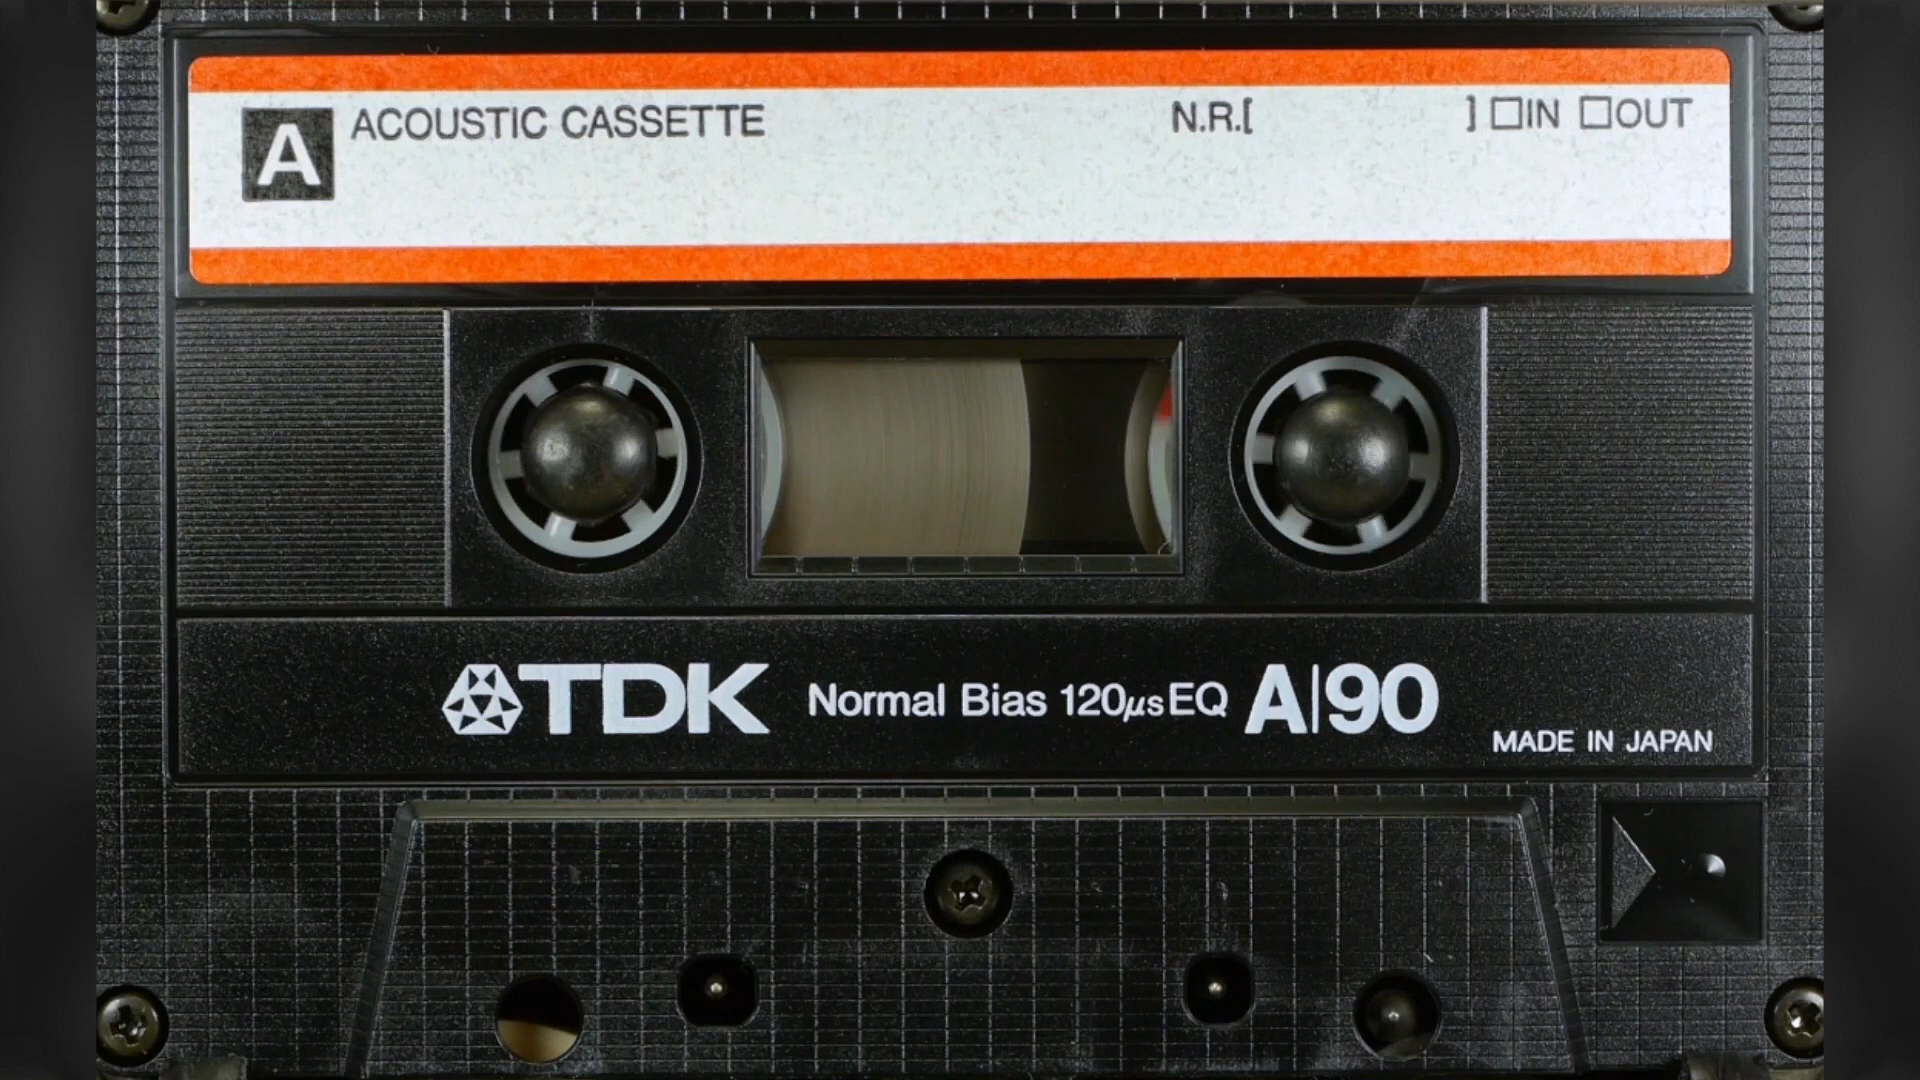 A ACOUSTIC CASSETTE N.R.[ ] □IN □OUT
TDK Normal Bias 120μs EQ A|90
MADE IN JAPAN